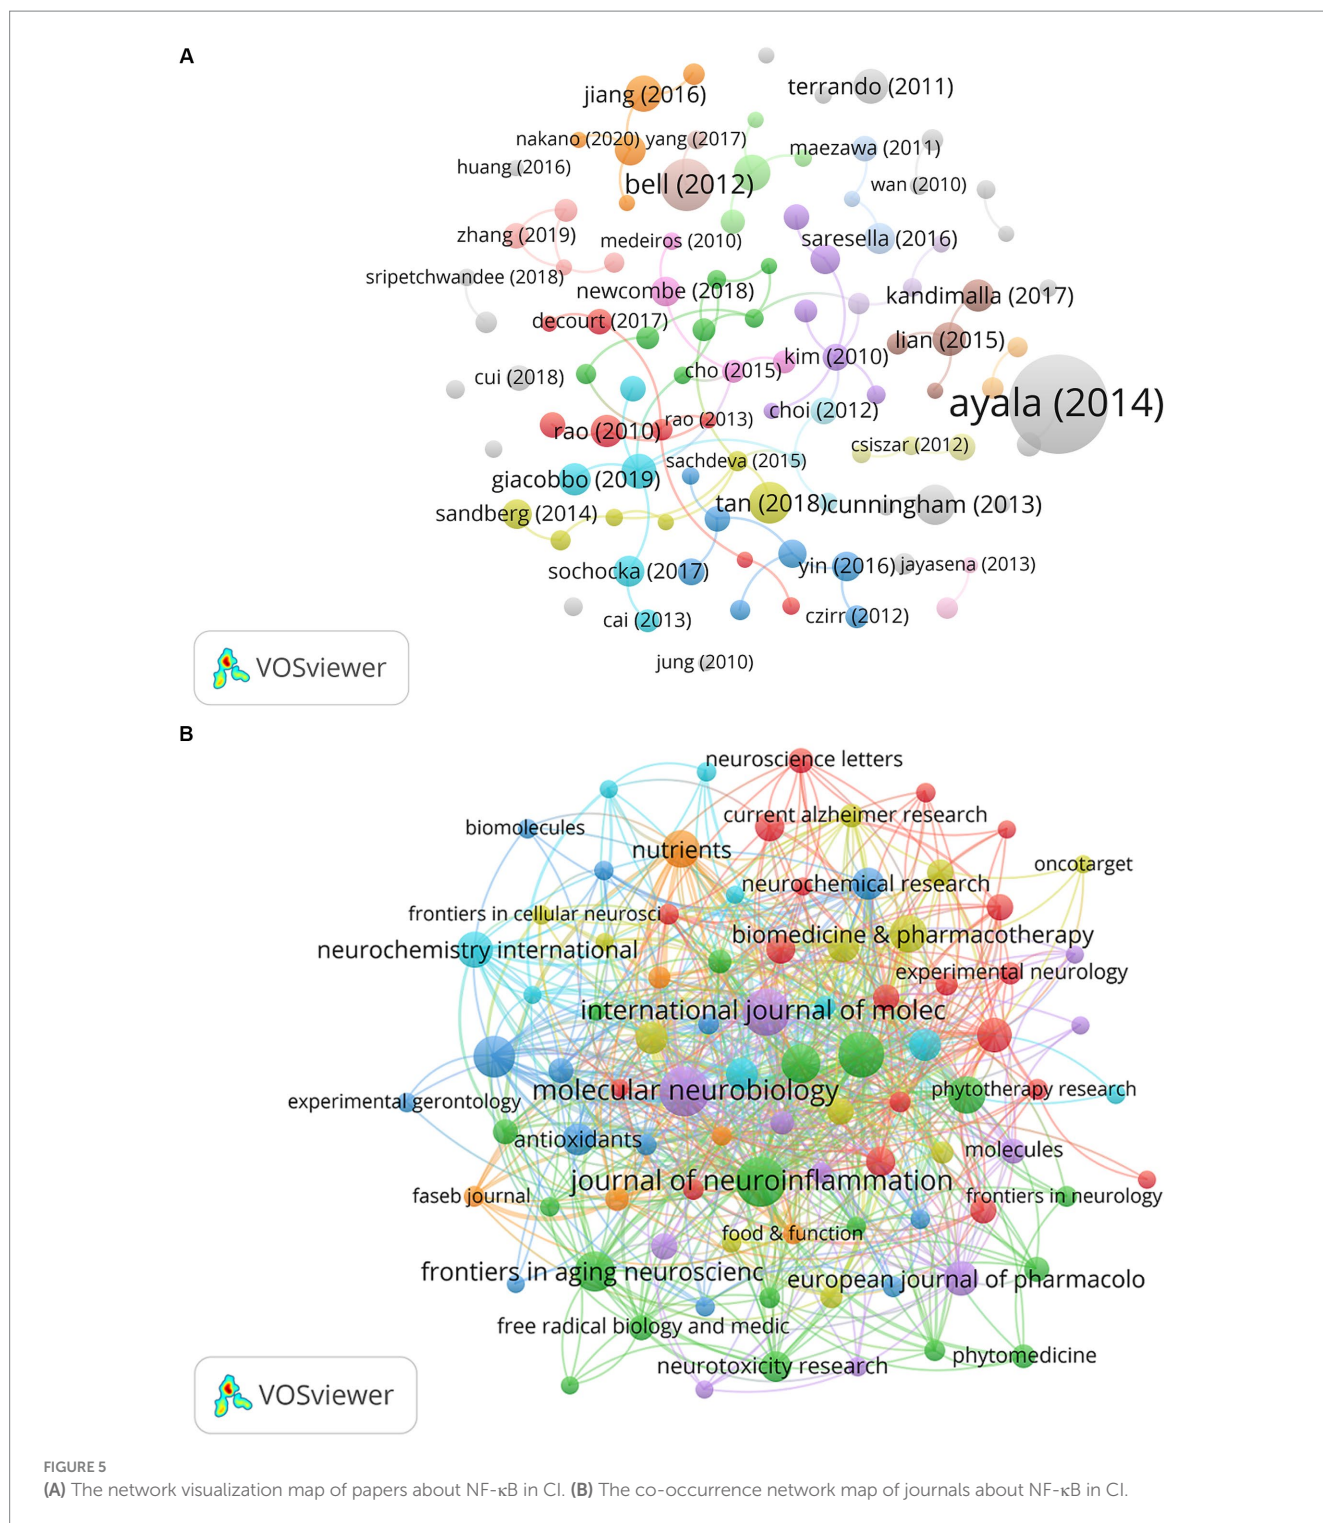 A
jiang (2016)
terrando (2011)
nakano (2020)
yang (2017)
maezawa (2011)
huang (2016)
bell (2012)
wan (2010)
zhang (2019)
medeiros (2010)
saresella (2016)
sripetchwandee (2018)
newcombe (2018)
kandimalla (2017)
decourt (2017)
lian (2015)
kim (2010)
cho (2015)
cui (2018)
ayala (2014)
choi (2012)
rao (2013)
rao (2010)
csiszar (2012)
sachdeva (2015)
giacobbo (2019)
tan (2018)
cunningham (2013)
sandberg (2014)
yin (2016)
jayasena (2013)
sochocka (2017)
czirr (2012)
cai (2013)
jung (2010)
VOSviewer
B
neuroscience letters
current alzheimer research
biomolecules
nutrients
oncotarget
neurochemical research
frontiers in cellular neurosci
biomedicine & pharmacotherapy
neurochemistry international
experimental neurology
international journal of molec
molecular neurobiology
phytotherapy research
experimental gerontology
antioxidants
molecules
journal of neuroinflammation
faseb journal
frontiers in neurology
food & function
frontiers in aging neuroscienc
european journal of pharmacolo
free radical biology and medic
phytomedicine
neurotoxicity research
VOSviewer
FIGURE 5
(A) The network visualization map of papers about NF-κB in CI. (B) The co-occurrence network map of journals about NF-κB in CI.